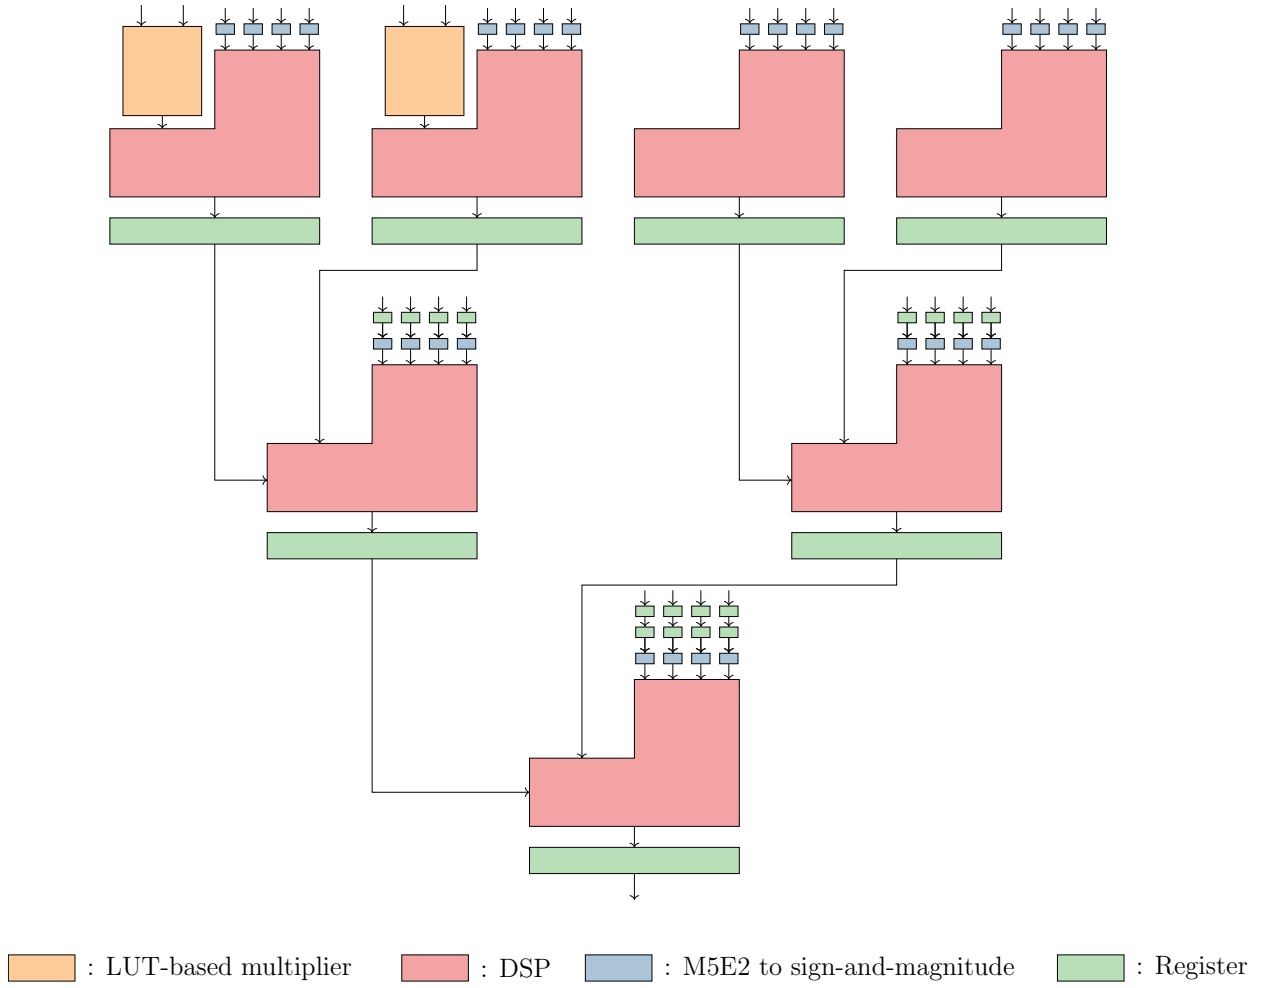 : LUT-based multiplier : DSP : M5E2 to sign-and-magnitude : Register